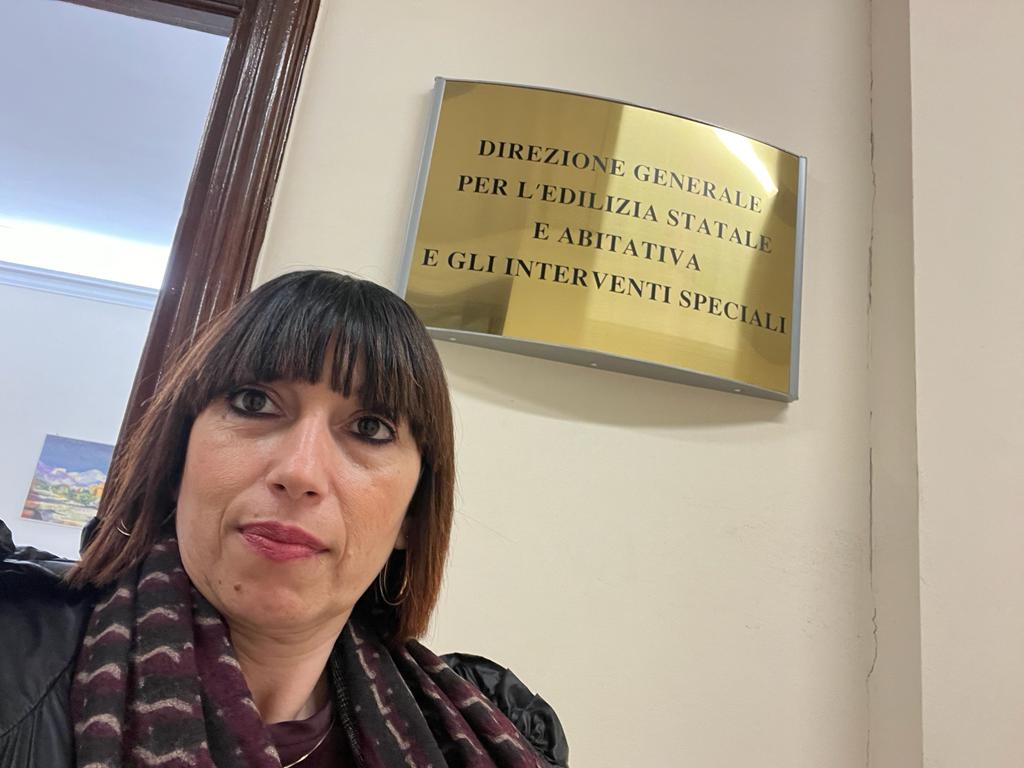 DIREZIONE GENERALE
PER L'EDILIZIA STATALE
E ABITATIVA
E GLI INTERVENTI SPECIALI